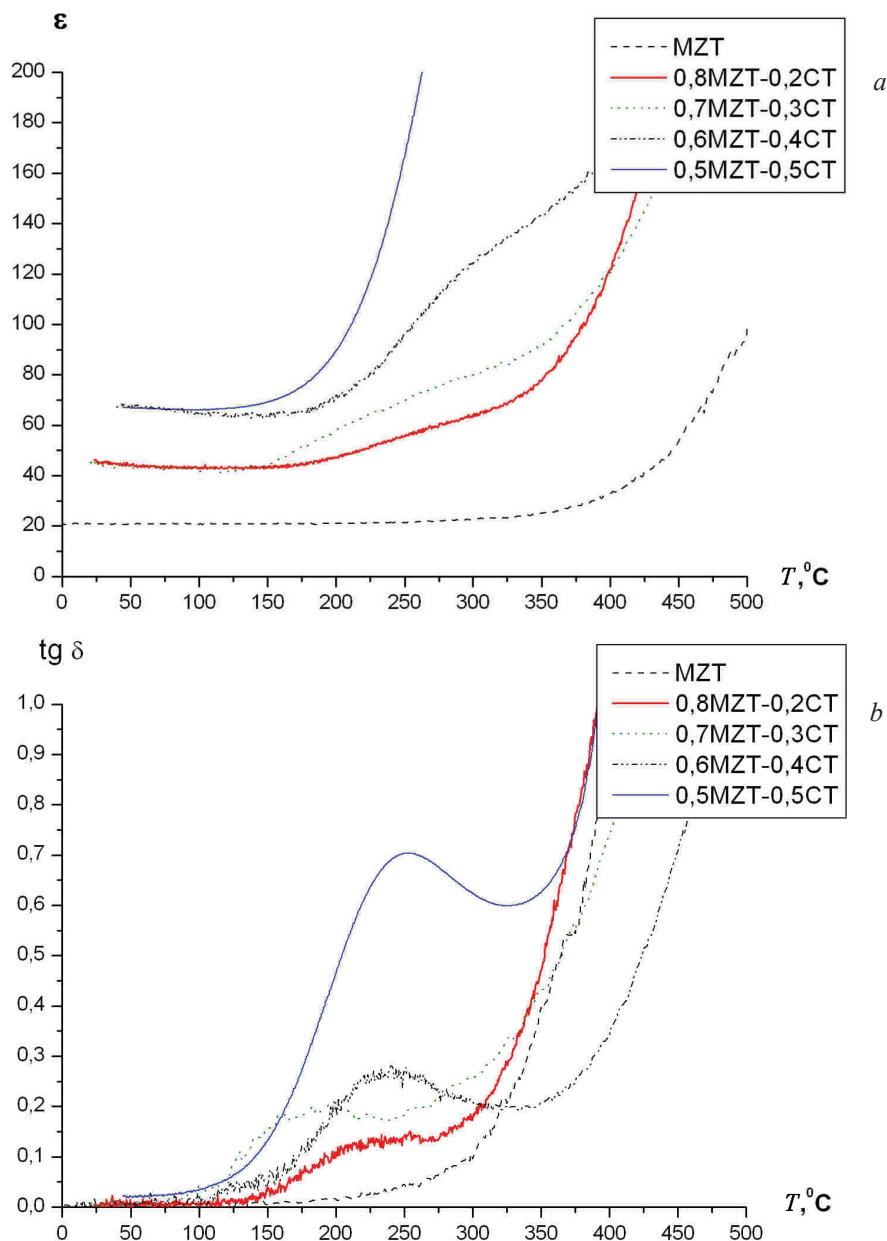 ε
MZT
0,8MZT-0,2CT
0,7MZT-0,3CT
0,6MZT-0,4CT
0,5MZT-0,5CT
a
200
180
160
140
120
100
80
60
40
20
0
0 50 100 150 200 250 300 350 400 450 500
T,⁰C
tg δ
MZT
0,8MZT-0,2CT
0,7MZT-0,3CT
0,6MZT-0,4CT
0,5MZT-0,5CT
b
1,0
0,9
0,8
0,7
0,6
0,5
0,4
0,3
0,2
0,1
0,0
0 50 100 150 200 250 300 350 400 450 500
T,⁰C